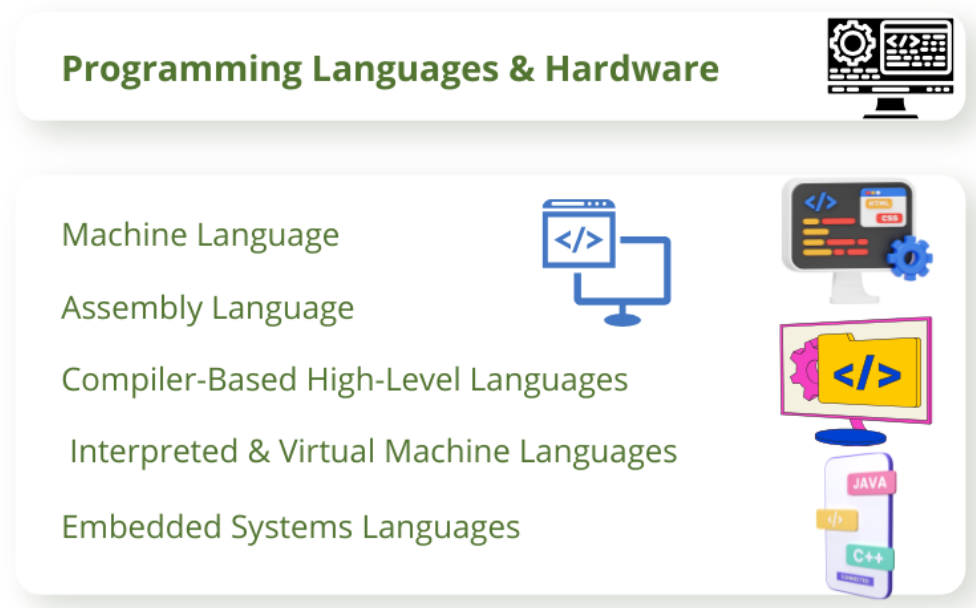 Programming Languages & Hardware
</>
Machine Language
</>
</>
HTML
CSS
Assembly Language
Compiler-Based High-Level Languages
</>
Interpreted & Virtual Machine Languages
JAVA
</>
Embedded Systems Languages
C++
CONNECTED